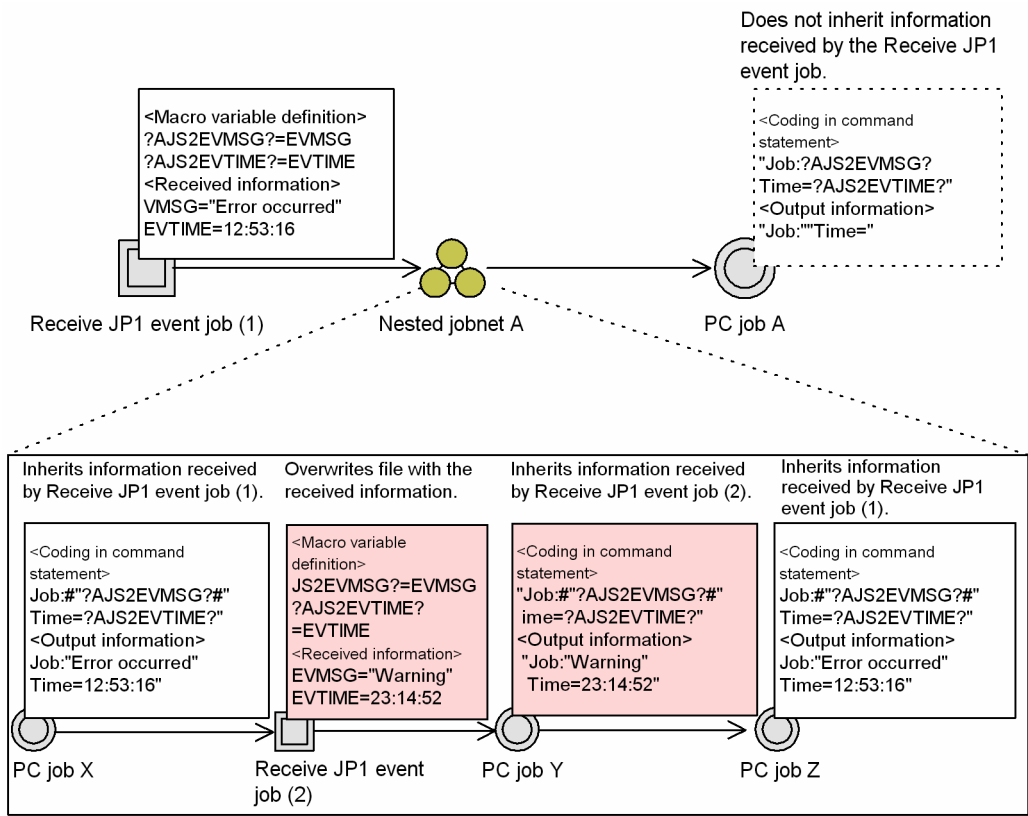 Does not inherit information
received by the Receive JP1
event job.
<Macro variable definition>
?AJS2EVMSG?=EVMSG
?AJS2EVTIME?=EVTIME
<Received information>
VMSG="Error occurred"
EVTIME=12:53:16
<Coding in command
statement>
"Job:?AJS2EVMSG?
Time=?AJS2EVTIME?"
<Output information>
"Job:""Time="
Receive JP1 event job (1)
Nested jobnet A
PC job A
Inherits information received
by Receive JP1 event job (1).
Overwrites file with the
received information.
Inherits information received
by Receive JP1 event job (2).
Inherits information
received by Receive JP1
event job (1).
<Coding in command
statement>
Job:#"?AJS2EVMSG?#"
Time=?AJS2EVTIME?"
<Output information>
Job:"Error occurred"
Time=12:53:16"
<Macro variable
definition>
JS2EVMSG?=EVMSG
?AJS2EVTIME?
=EVTIME
<Received information>
EVMSG="Warning"
EVTIME=23:14:52
<Coding in command
statement>
"Job:#"?AJS2EVMSG?#"
ime=?AJS2EVTIME?"
<Output information>
"Job:"Warning"
Time=23:14:52"
<Coding in command
statement>
Job:#"?AJS2EVMSG?#"
Time=?AJS2EVTIME?"
<Output information>
Job:"Error occurred"
Time=12:53:16"
PC job X
Receive JP1 event
job (2)
PC job Y
PC job Z